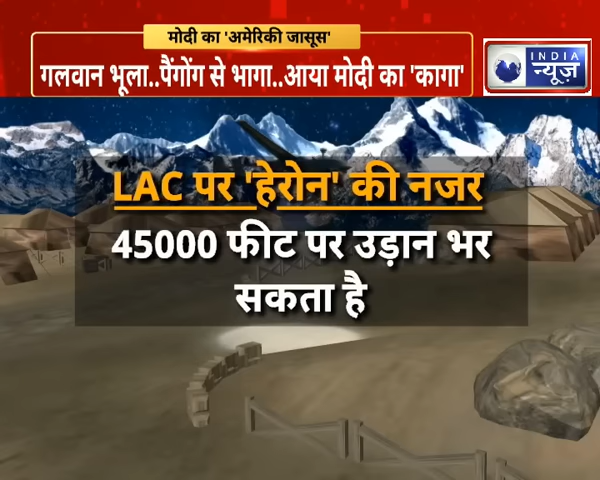 मोदी का 'अमेरिकी जासूस'
गलवान भूला..पैंगोंग से भागा..आया मोदी का 'कागा'
INDIA
न्यूज़
LAC पर 'हेरोन' की नजर
45000 फीट पर उड़ान भर
सकता है